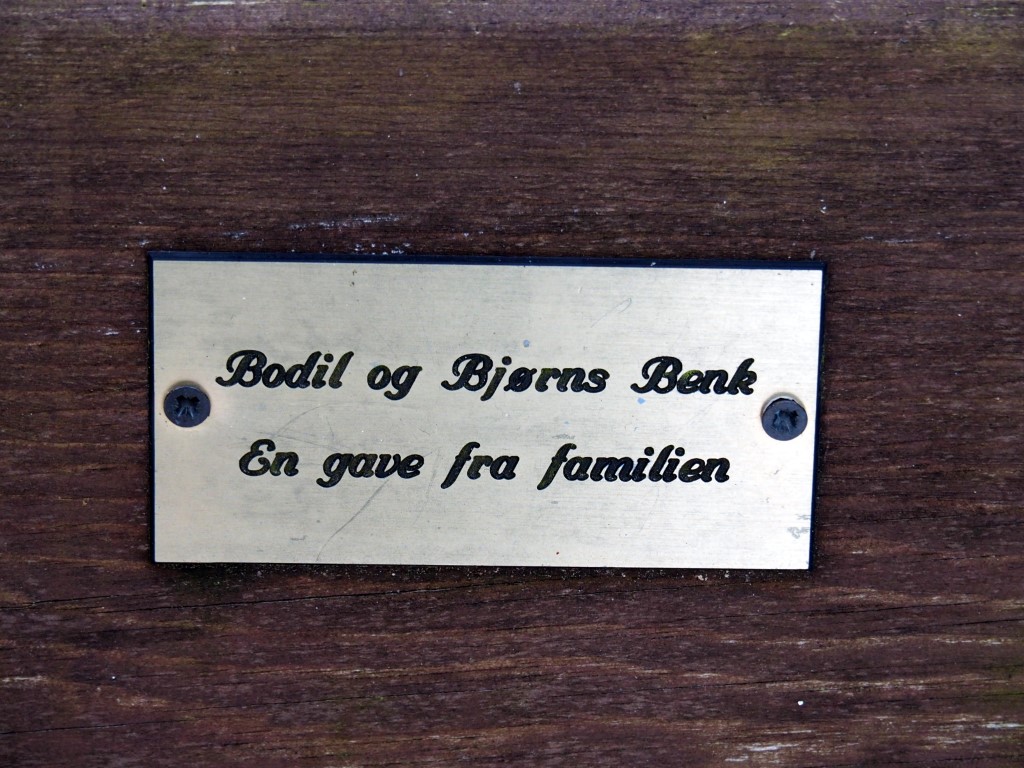 Bodil og Bjørns Benk
En gave fra familien